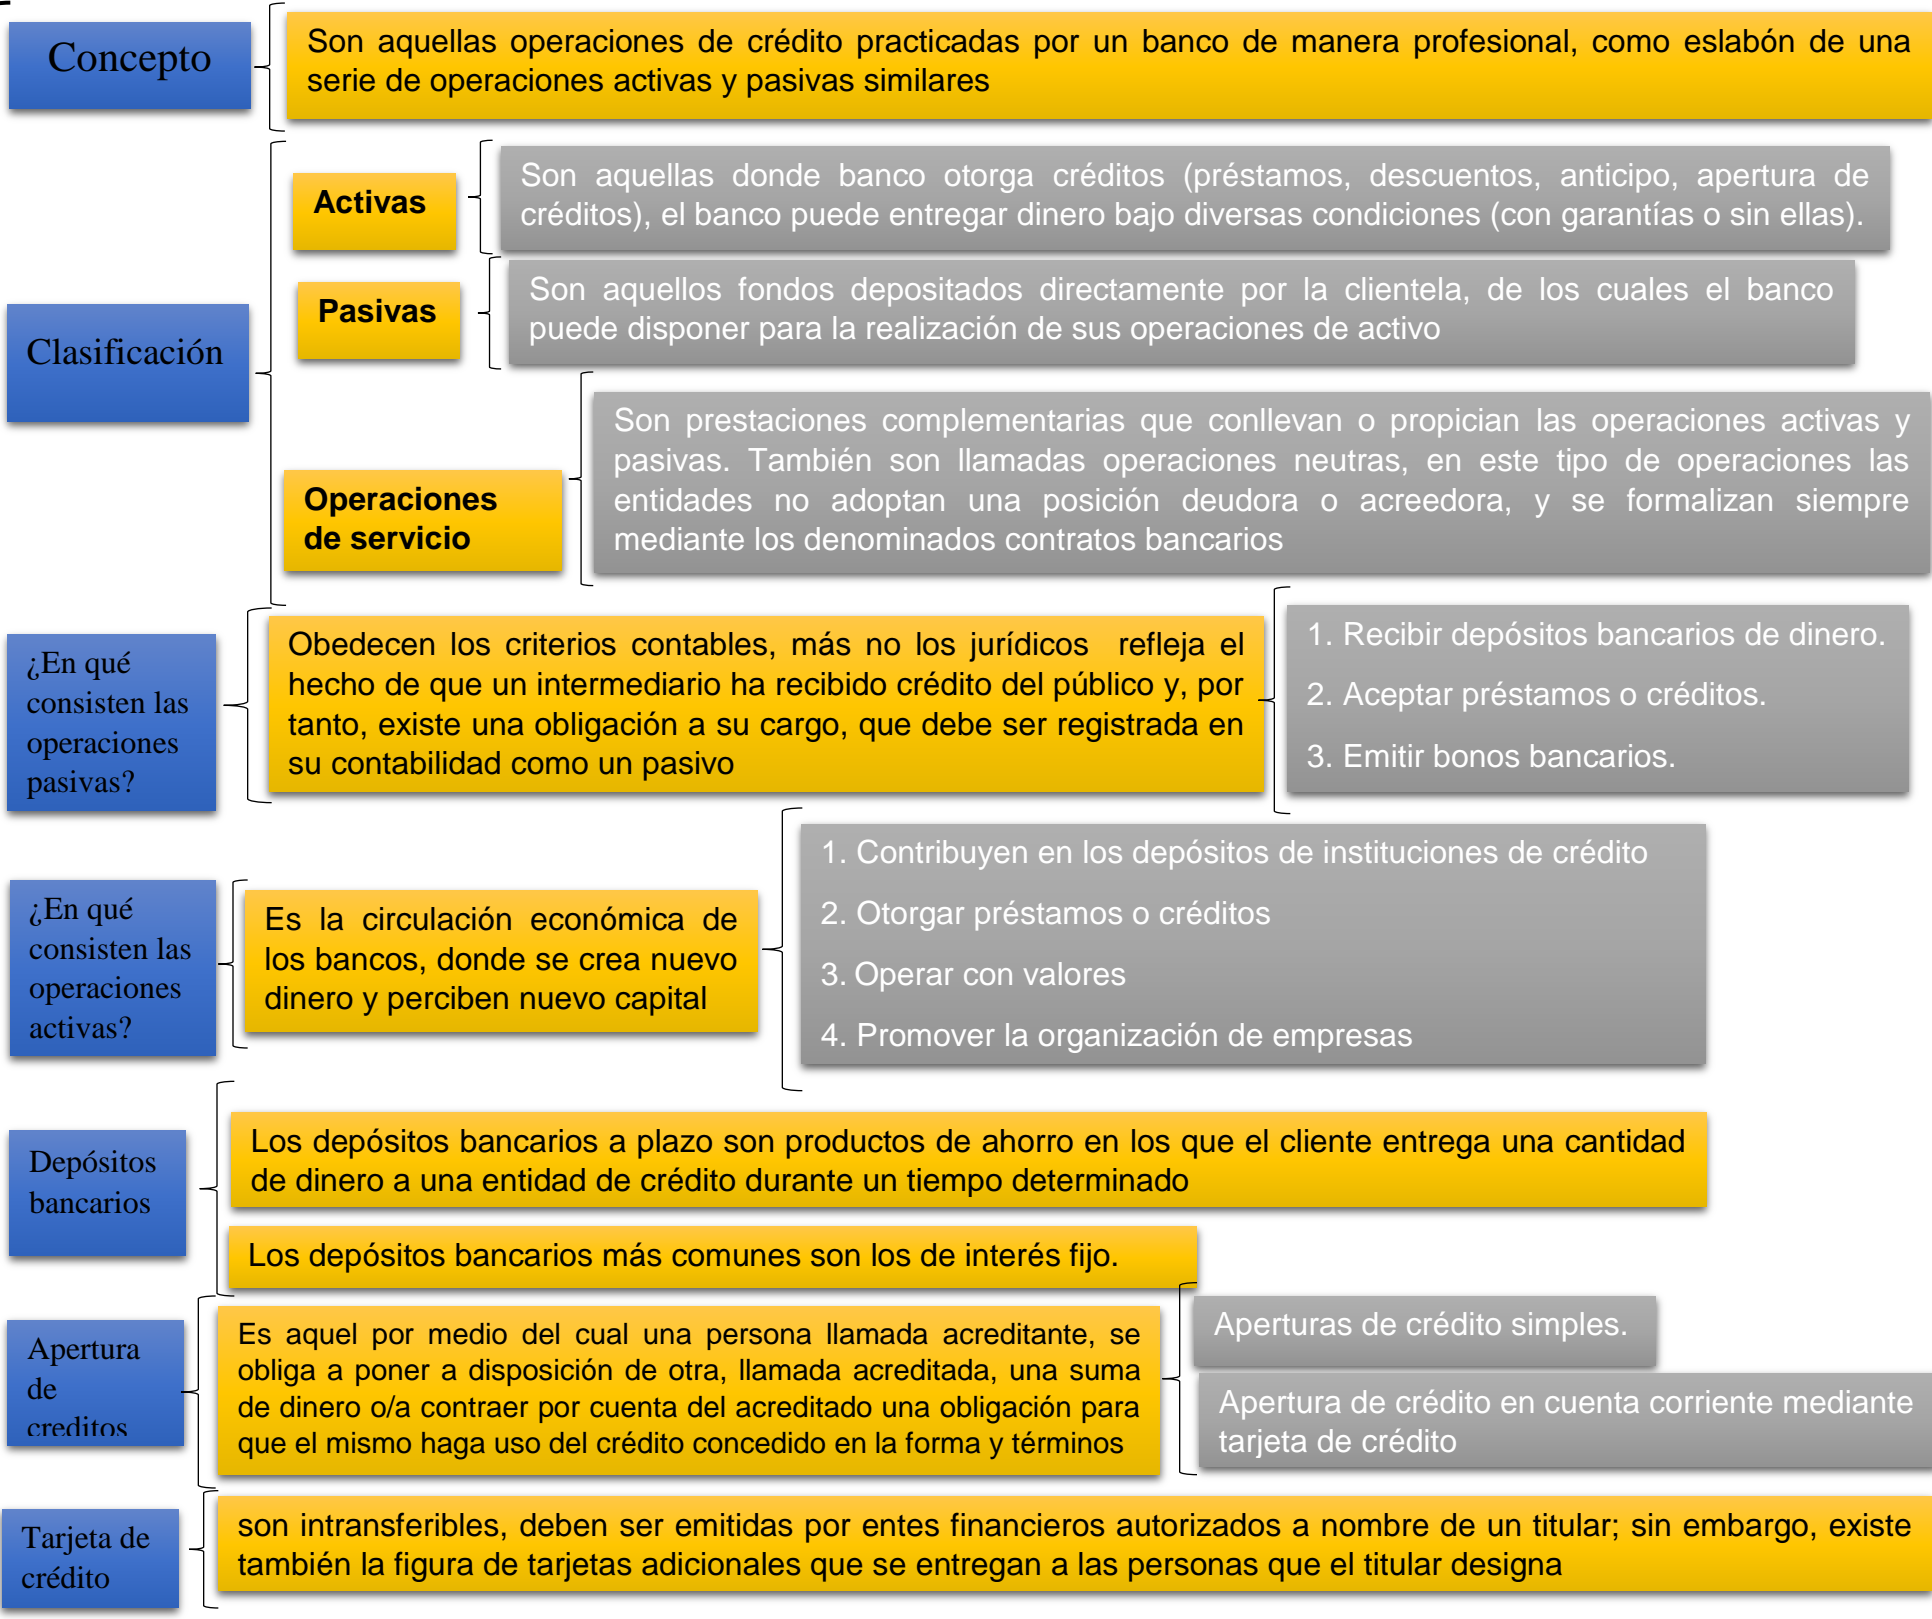 Concepto
Son aquellas operaciones de crédito practicadas por un banco de manera profesional, como eslabón de una
serie de operaciones activas y pasivas similares
Clasificación
Activas
Son aquellas donde banco otorga créditos (préstamos, descuentos, anticipo, apertura de
créditos), el banco puede entregar dinero bajo diversas condiciones (con garantías o sin ellas).
Pasivas
Son aquellos fondos depositados directamente por la clientela, de los cuales el banco
puede disponer para la realización de sus operaciones de activo
Operaciones
de servicio
Son prestaciones complementarias que conllevan o propician las operaciones activas y
pasivas. También son llamadas operaciones neutras, en este tipo de operaciones las
entidades no adoptan una posición deudora o acreedora, y se formalizan siempre
mediante los denominados contratos bancarios
¿En qué
consisten las
operaciones
pasivas?
Obedecen los criterios contables, más no los jurídicos refleja el
hecho de que un intermediario ha recibido crédito del público y, por
tanto, existe una obligación a su cargo, que debe ser registrada en
su contabilidad como un pasivo
1. Recibir depósitos bancarios de dinero.
2. Aceptar préstamos o créditos.
3. Emitir bonos bancarios.
¿En qué
consisten las
operaciones
activas?
Es la circulación económica de
los bancos, donde se crea nuevo
dinero y perciben nuevo capital
1. Contribuyen en los depósitos de instituciones de crédito
2. Otorgar préstamos o créditos
3. Operar con valores
4. Promover la organización de empresas
Depósitos
bancarios
Los depósitos bancarios a plazo son productos de ahorro en los que el cliente entrega una cantidad
de dinero a una entidad de crédito durante un tiempo determinado
Los depósitos bancarios más comunes son los de interés fijo.
Apertura
de
creditos
Es aquel por medio del cual una persona llamada acreditante, se
obliga a poner a disposición de otra, llamada acreditada, una suma
de dinero o/a contraer por cuenta del acreditado una obligación para
que el mismo haga uso del crédito concedido en la forma y términos
Aperturas de crédito simples.
Apertura de crédito en cuenta corriente mediante
tarjeta de crédito
Tarjeta de
crédito
son intransferibles, deben ser emitidas por entes financieros autorizados a nombre de un titular; sin embargo, existe
también la figura de tarjetas adicionales que se entregan a las personas que el titular designa